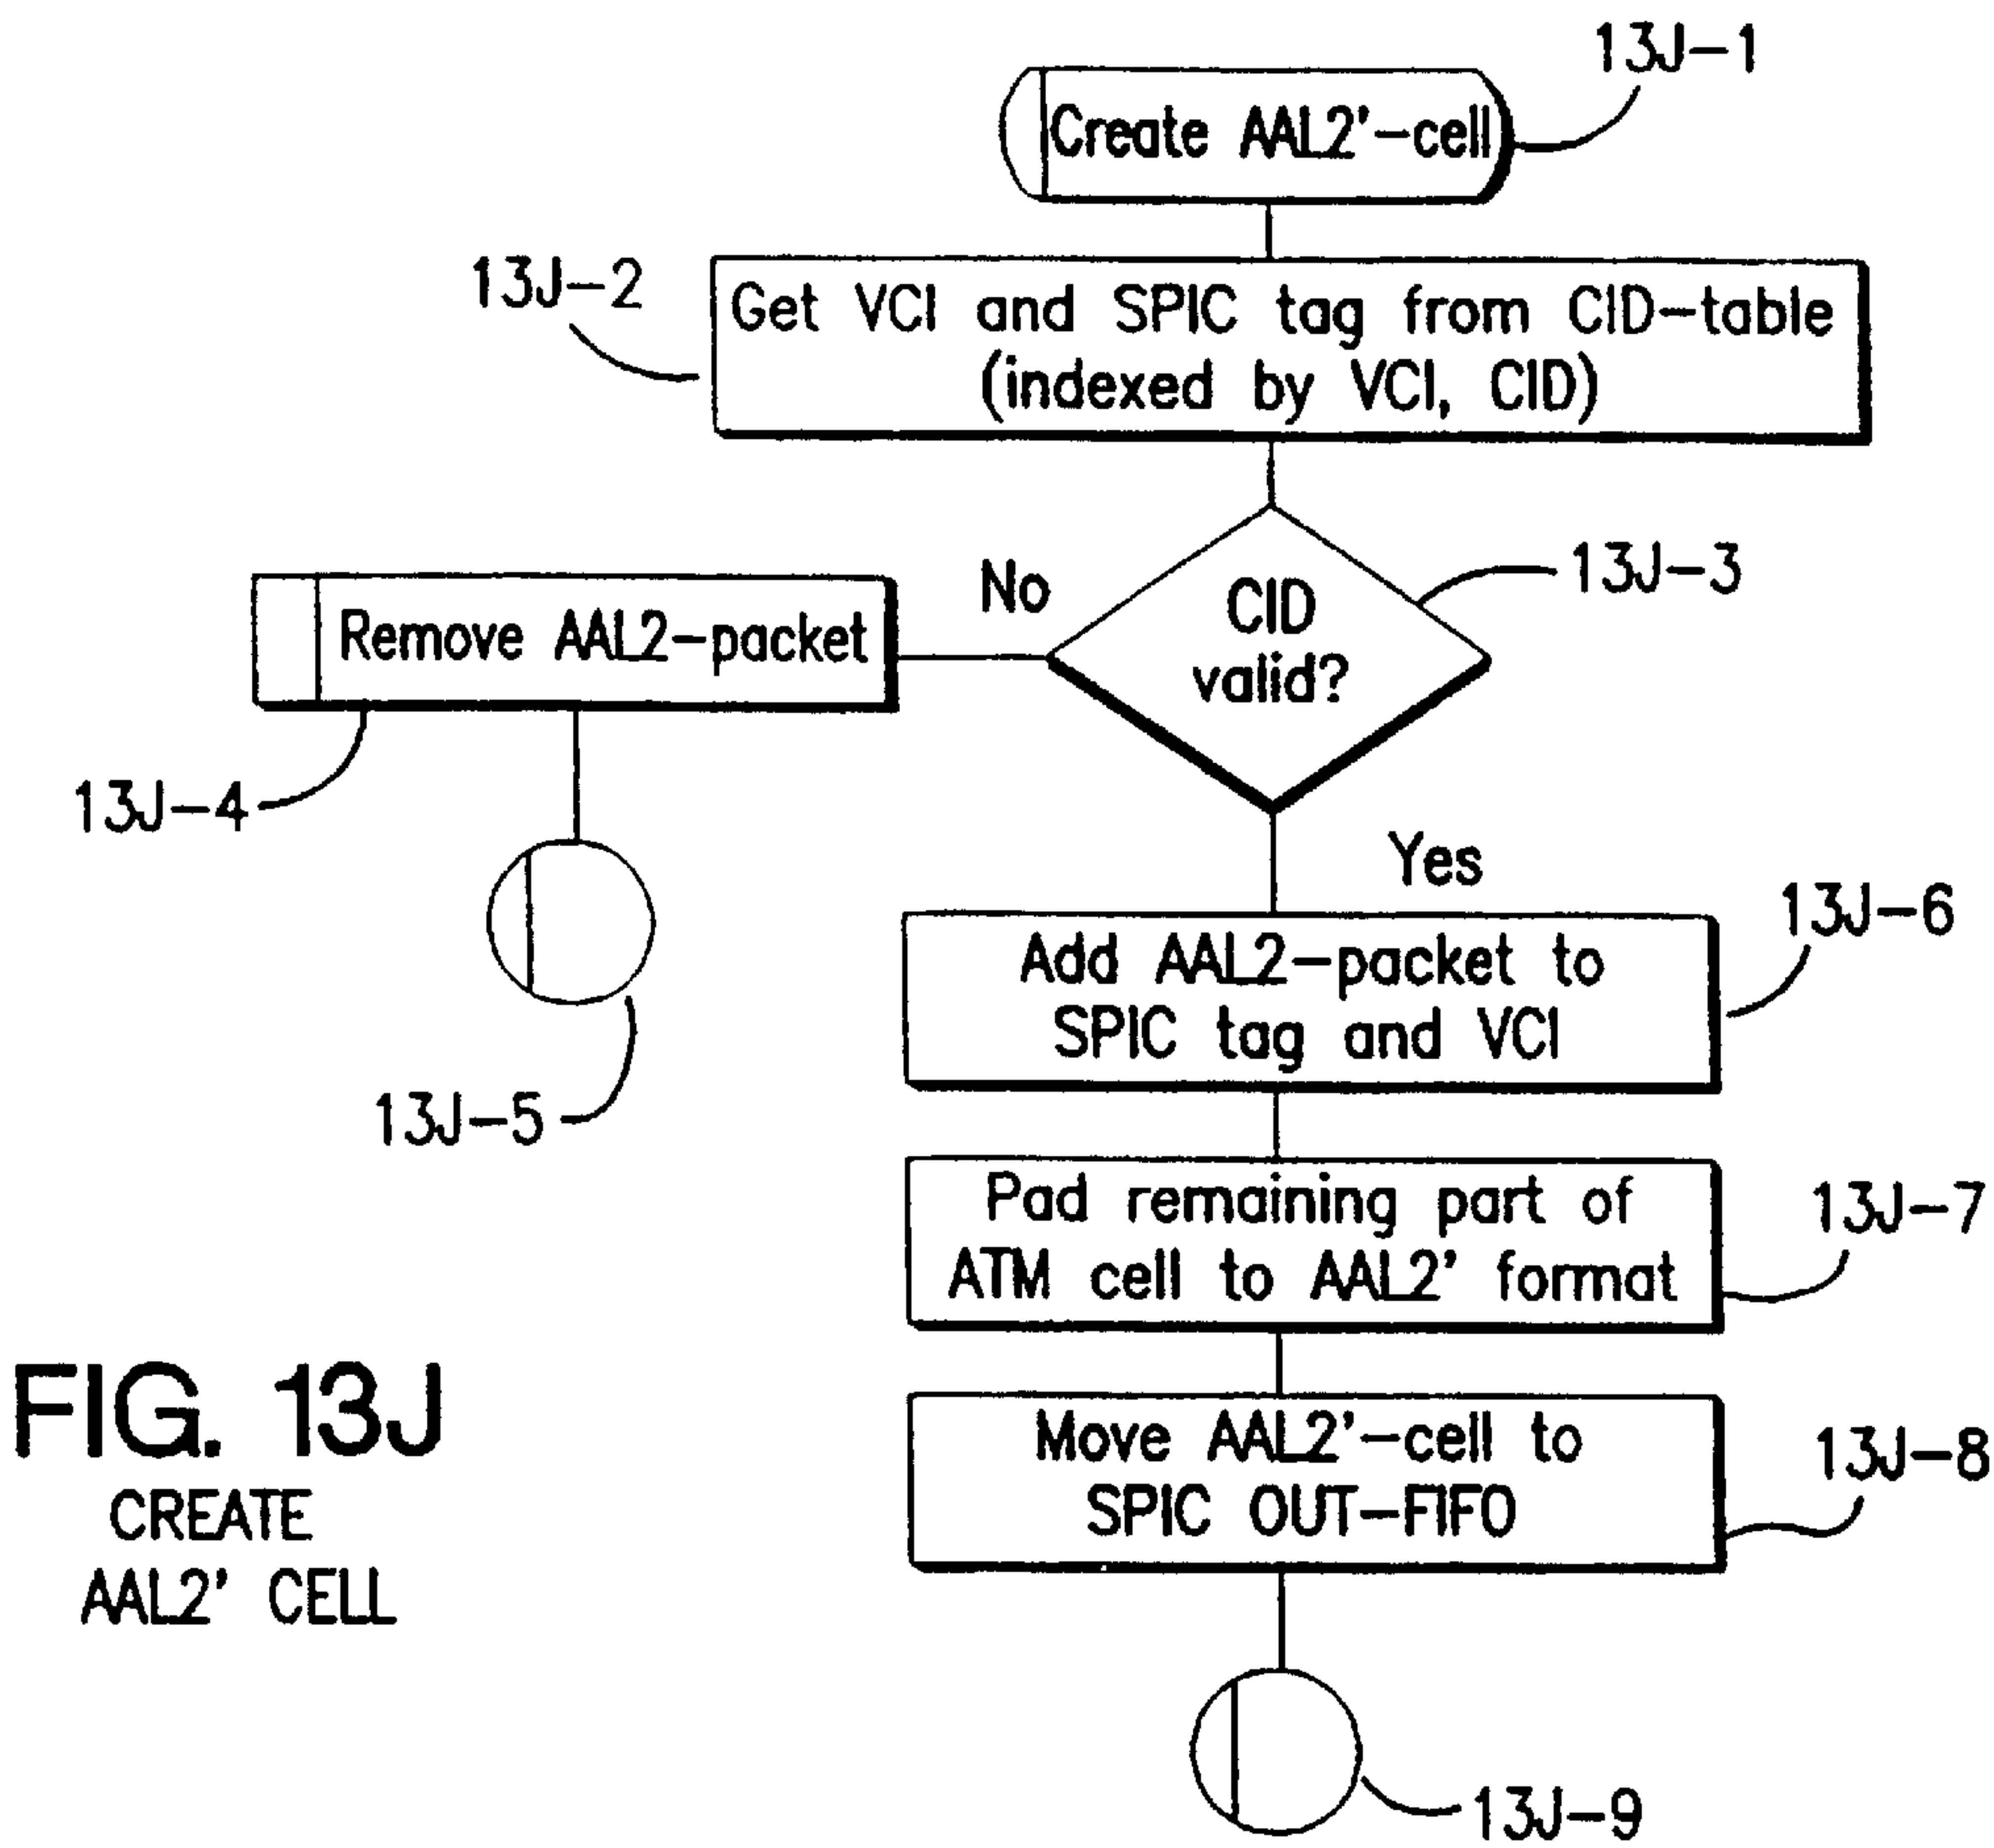 13J-1
Create AAL2'-cell
13J-2
Get VCI and SPIC tag from CID-table
(indexed by VCI, CID)
13J-3
CID
valid?
No
Remove AAL2-packet
13J-4
13J-5
Yes
13J-6
Add AAL2-packet to
SPIC tag and VCI
13J-7
Pad remaining part of
ATM cell to AAL2' format
13J-8
Move AAL2'-cell to
SPIC OUT-FIFO
13J-9
FIG. 13J
CREATE
AAL2' CELL